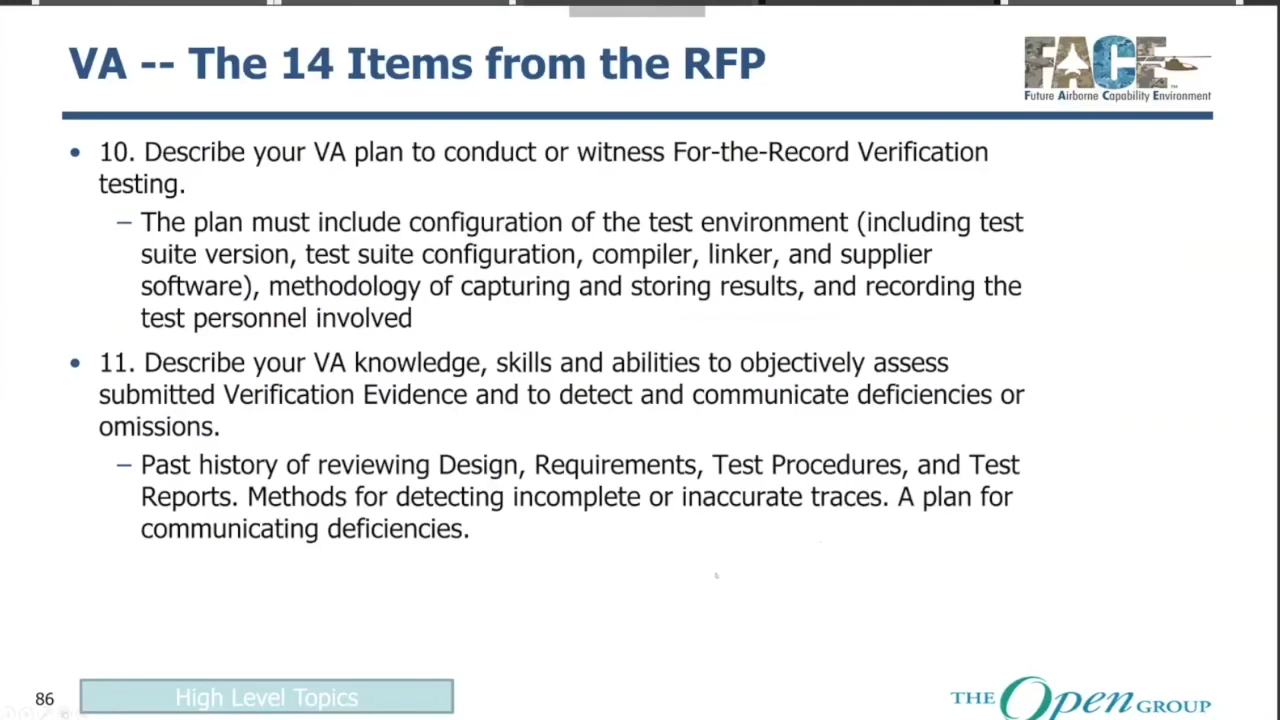 VA -- The 14 Items from the RFP
FACE™
Future Airborne Capability Environment
• 10. Describe your VA plan to conduct or witness For-the-Record Verification
testing.
– The plan must include configuration of the test environment (including test
suite version, test suite configuration, compiler, linker, and supplier
software), methodology of capturing and storing results, and recording the
test personnel involved
• 11. Describe your VA knowledge, skills and abilities to objectively assess
submitted Verification Evidence and to detect and communicate deficiencies or
omissions.
– Past history of reviewing Design, Requirements, Test Procedures, and Test
Reports. Methods for detecting incomplete or inaccurate traces. A plan for
communicating deficiencies.
86
High Level Topics
THE Open GROUP